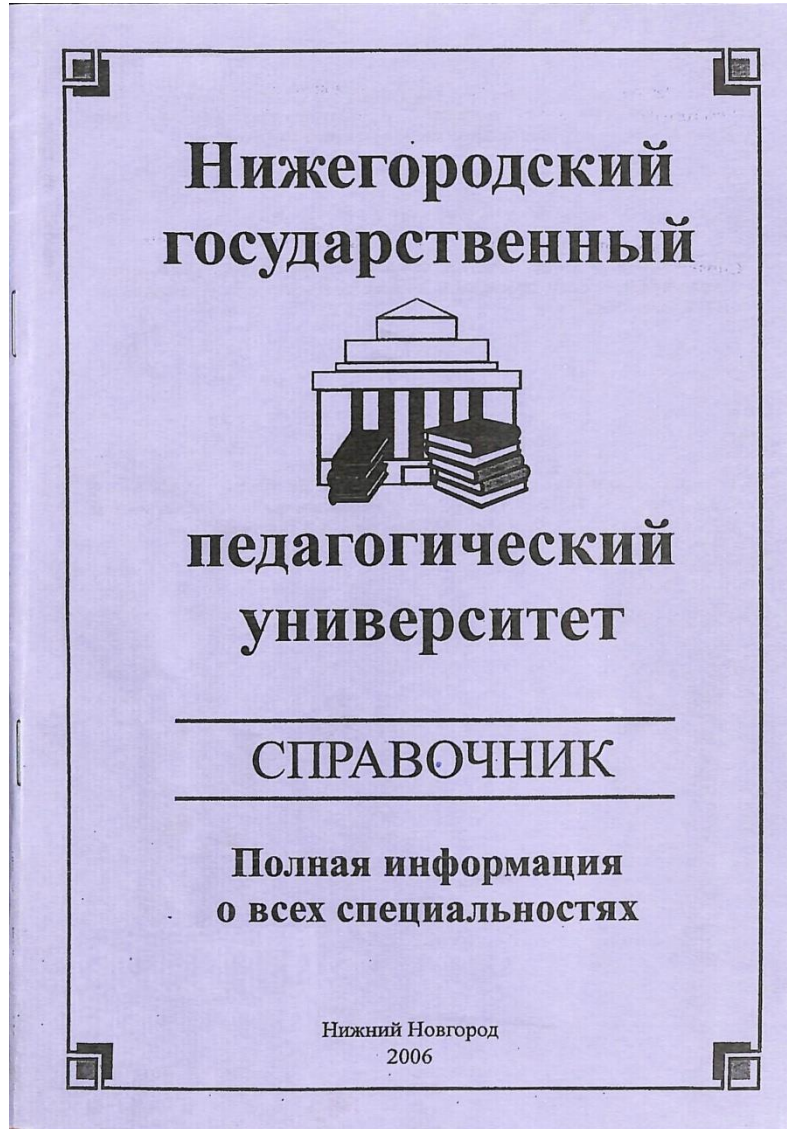 Нижегородский
государственный
педагогический
университет
СПРАВОЧНИК
Полная информация
о всех специальностях
Нижний Новгород
2006